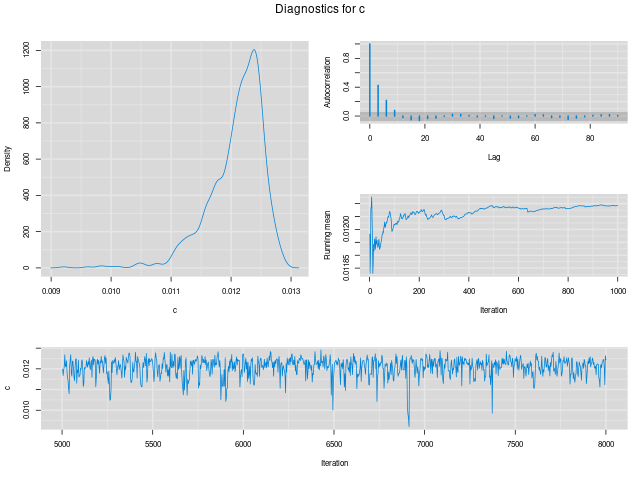 Diagnostics for c
Density
0 200 400 600 800 1000 1200
0.009 0.010 0.011 0.012 0.013
c
Autocorrelation
0.0 0.4 0.8
0 20 40 60 80
Lag
Running mean
0.01185 0.01200
0 200 400 600 800 1000
Iteration
c
0.010 0.012
5000 5500 6000 6500 7000 7500 8000
Iteration